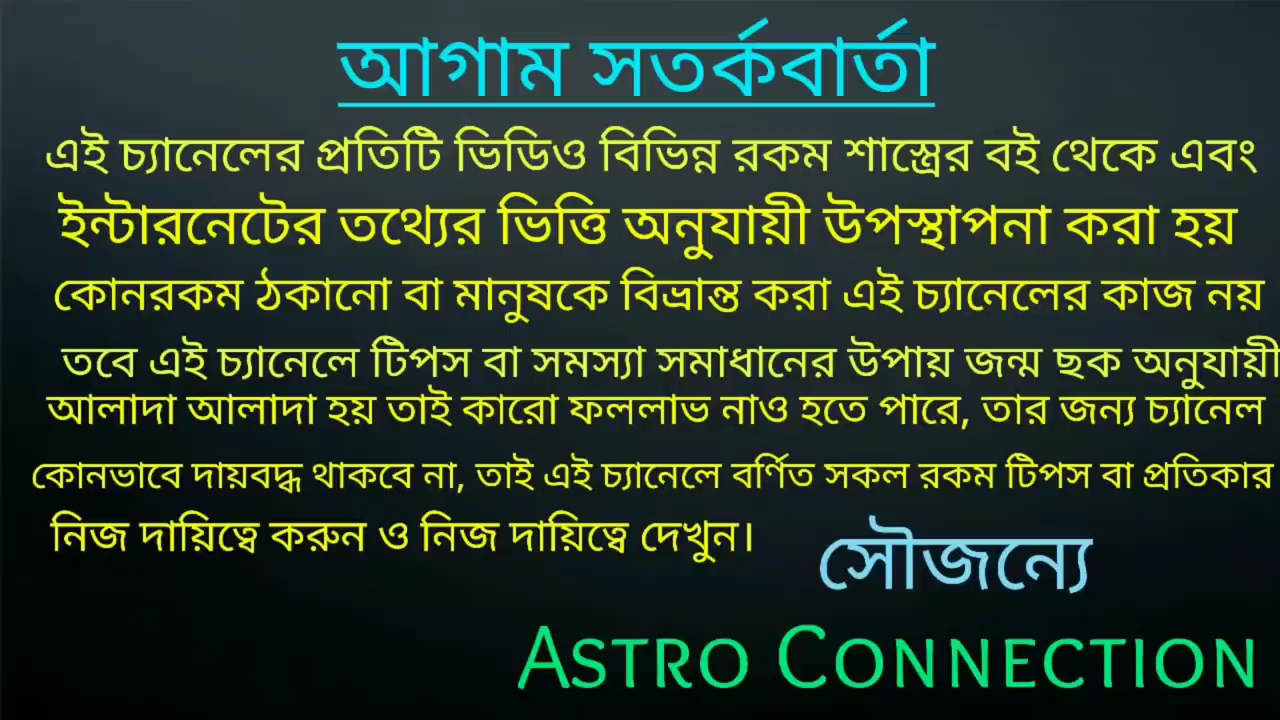 আগাম সতর্কবার্তা
এই চ্যানেলের প্রতিটি ভিডিও বিভিন্ন রকম শাস্ত্রের বই থেকে এবং
ইন্টারনেটের তথ্যের ভিত্তি অনুযায়ী উপস্থাপনা করা হয়
কোনরকম ঠকানো বা মানুষকে বিভ্রান্ত করা এই চ্যানেলের কাজ নয়
তবে এই চ্যানেলে টিপস বা সমস্যা সমাধানের উপায় জন্ম ছক অনুযায়ী
আলাদা আলাদা হয় তাই কারো ফললাভ নাও হতে পারে, তার জন্য চ্যানেল
কোনভাবে দায়বদ্ধ থাকবে না, তাই এই চ্যানেলে বর্ণিত সকল রকম টিপস বা প্রতিকার
নিজ দায়িত্বে করুন ও নিজ দায়িত্বে দেখুন।
সৌজন্যে
ASTRO CONNECTION